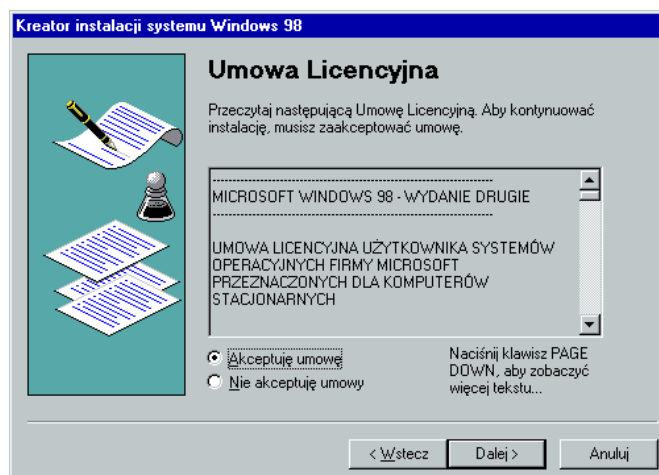 Kreator instalacji systemu Windows 98
Umowa Licencyjna
Przeczytaj następującą Umowę Licencyjną. Aby kontynuować
instalację, musisz zaakceptować umowę.
------------------------------------------------------------
MICROSOFT WINDOWS 98 - WYDANIE DRUGIE
------------------------------------------------------------
UMOWA LICENCYJNA UŻYTKOWNIKA SYSTEMÓW
OPERACYJNYCH FIRMY MICROSOFT
PRZEZNACZONYCH DLA KOMPUTERÓW
STACJONARNYCH
Akceptuję umowę
Nie akceptuję umowy
Naciśnij klawisz PAGE
DOWN, aby zobaczyć
więcej tekstu...
< Wstecz
Dalej >
Anuluj